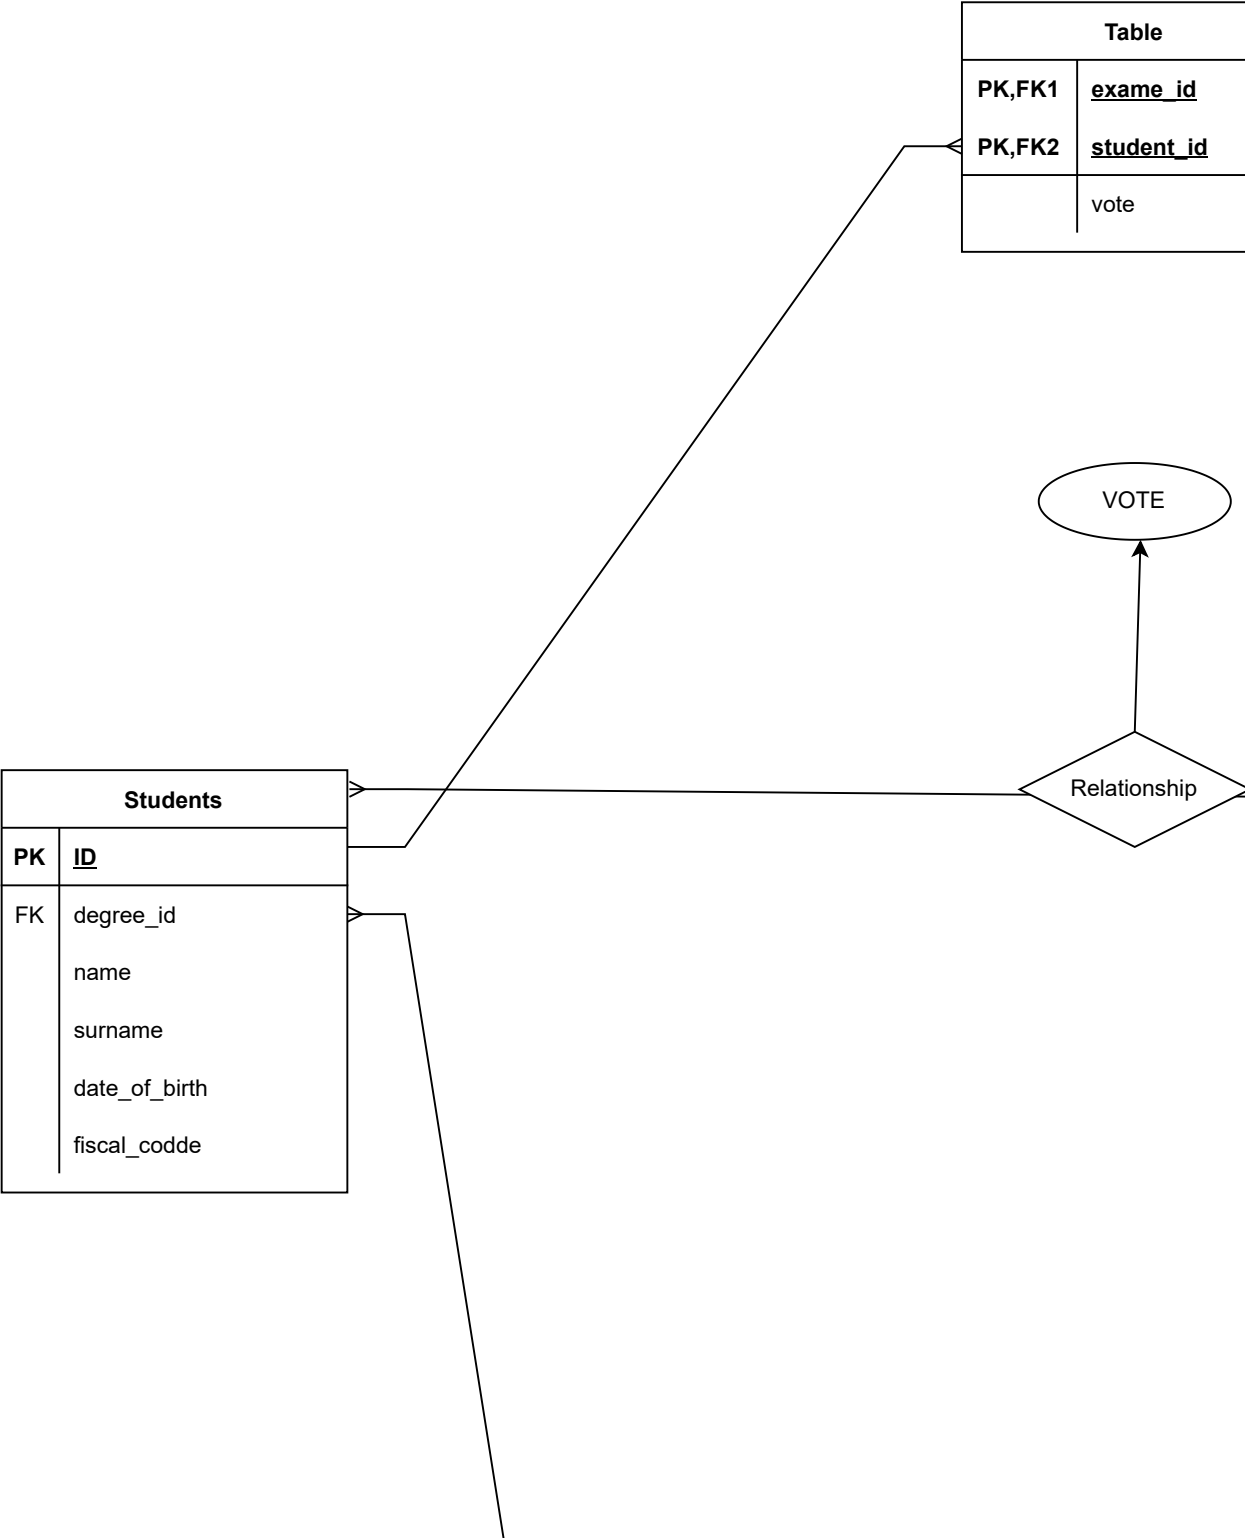 Table
PK,FK1 exame_id
PK,FK2 student_id
vote
VOTE
Relationship
Students
PK ID
FK degree_id
name
surname
date_of_birth
fiscal_codde